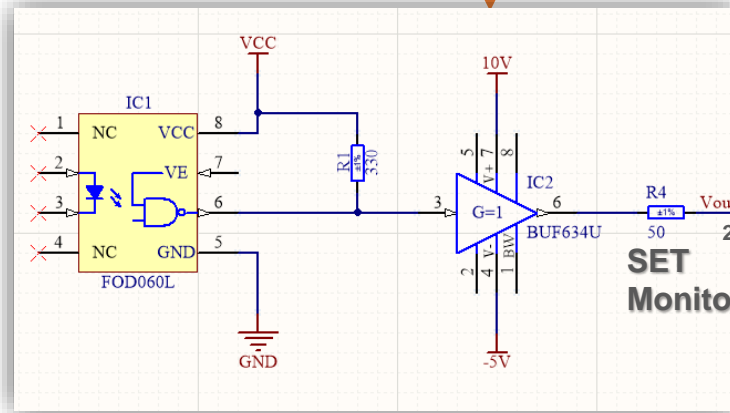 VCC
10V
IC1
1 NC VCC 8
2 VE 7
3 6
4 NC GND 5
FOD060L
R1
±1%
330
GND
5
7
8
V+
IC2
3 G=1 6
BUF634U
2
4
1
V-
BW
-5V
R4
±1%
50
Vou
2
SET
Monito